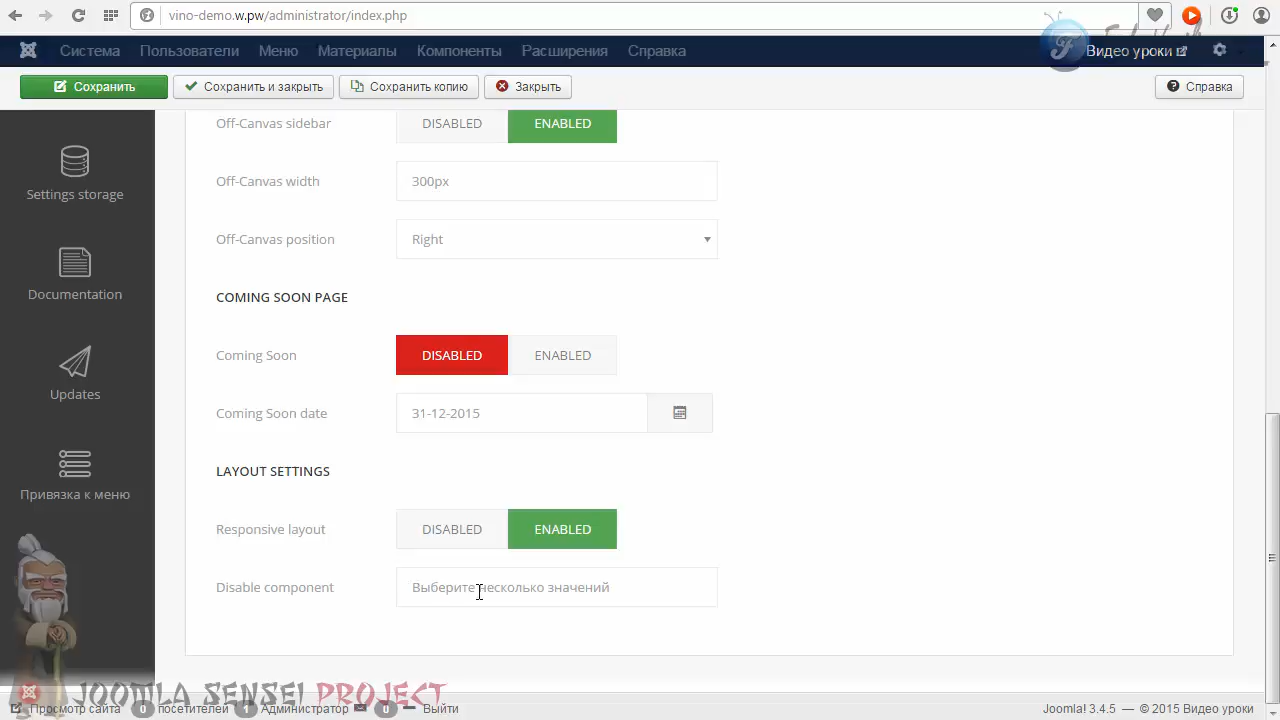 vino-demo.w.pw/administrator/index.php
Система Пользователи Меню Материалы Компоненты Расширения Справка Видео уроки
Сохранить Сохранить и закрыть Сохранить копию Закрыть Справка
Settings storage
Documentation
Updates
Привязка к меню
Off-Canvas sidebar DISABLED ENABLED
Off-Canvas width 300px
Off-Canvas position Right
COMING SOON PAGE
Coming Soon DISABLED ENABLED
Coming Soon date 31-12-2015
LAYOUT SETTINGS
Responsive layout DISABLED ENABLED
Disable component Выберите несколько значений
JOOMLA SENSEI PROJECT
Просмотр сайта 0 посетителей 1 Администратор 0 Выйти Joomla! 3.4.5 — © 2015 Видео уроки